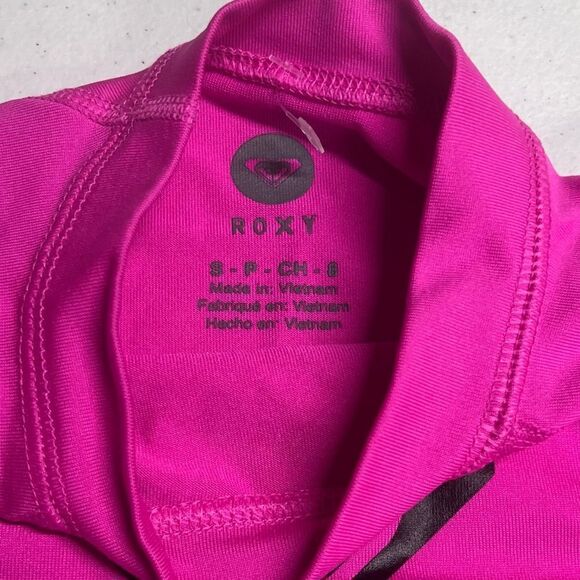 ROXY
S - P - CH - 8
Made in: Vietnam
Fabriqué en: Vietnam
Hecho en: Vietnam